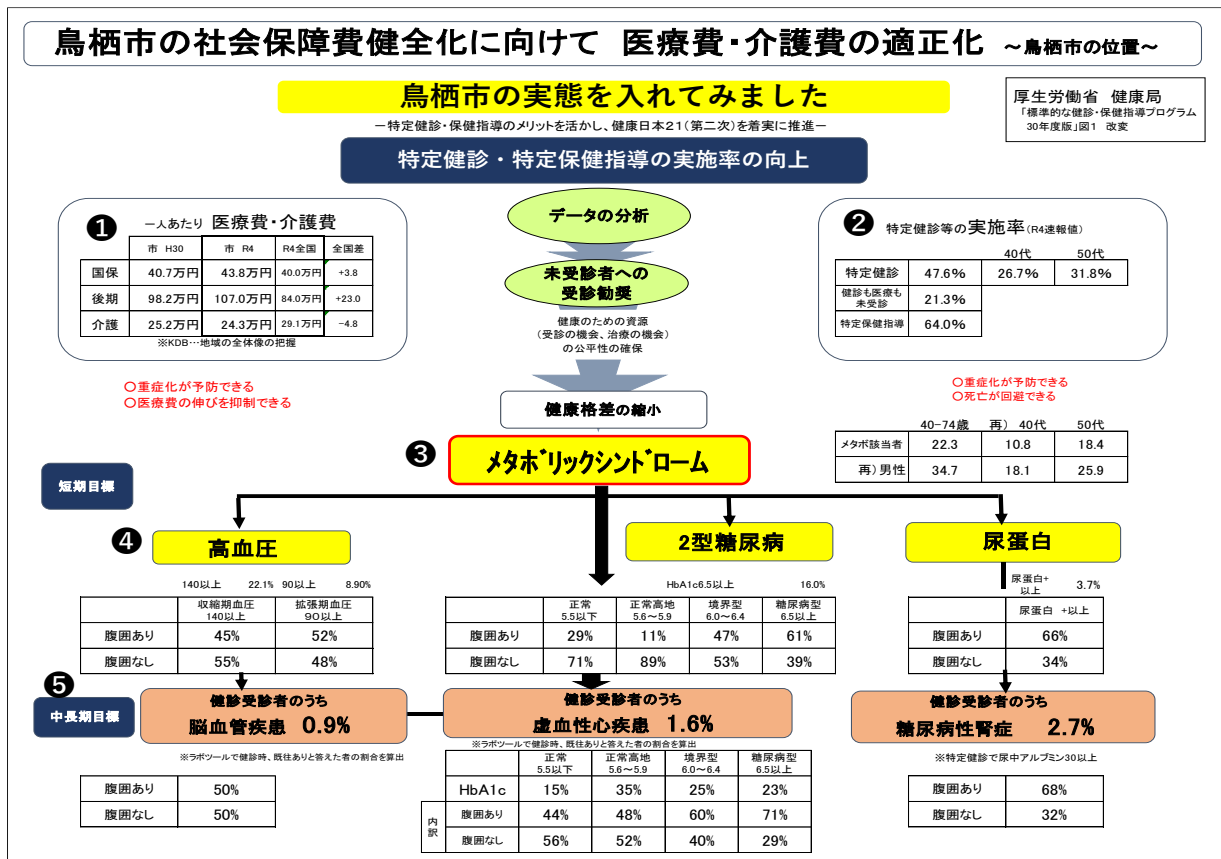 鳥栖市の社会保障費健全化に向けて 医療費・介護費の適正化 ～鳥栖市の位置～
鳥栖市の実態を入れてみました
－特定健診・保健指導のメリットを活かし、健康日本21(第二次)を着実に推進－
厚生労働省 健康局
「標準的な健診・保健指導プログラム
30年度版」図1 改変
特定健診・特定保健指導の実施率の向上
❶ 一人あたり 医療費・介護費
市 H30 市 R4 R4全国 全国差
国保 40.7万円 43.8万円 40.0万円 +3.8
後期 98.2万円 107.0万円 84.0万円 +23.0
介護 25.2万円 24.3万円 29.1万円 −4.8
※KDB…地域の全体像の把握
○重症化が予防できる
○医療費の伸びを抑制できる
データの分析
未受診者への
受診勧奨
健康のための資源
(受診の機会、治療の機会)
の公平性の確保
健康格差の縮小
❷ 特定健診等の実施率(R4速報値)
40代 50代
特定健診 47.6% 26.7% 31.8%
健診も医療も
未受診 21.3%
特定保健指導 64.0%
○重症化が予防できる
○死亡が回避できる
40-74歳 再) 40代 50代
メタボ該当者 22.3 10.8 18.4
再)男性 34.7 18.1 25.9
❸ メタボリックシンドローム
短期目標
❹ 高血圧
2型糖尿病
尿蛋白
140以上 22.1% 90以上 8.90%
収縮期血圧 拡張期血圧
140以上 90以上
腹囲あり 45% 52%
腹囲なし 55% 48%
HbA1c6.5以上 16.0%
正常 正常高地 境界型 糖尿病型
5.5以下 5.6～5.9 6.0～6.4 6.5以上
腹囲あり 29% 11% 47% 61%
腹囲なし 71% 89% 53% 39%
尿蛋白+
以上 3.7%
尿蛋白 +以上
腹囲あり 66%
腹囲なし 34%
❺
中長期目標
健診受診者のうち
脳血管疾患 0.9%
※ラボツールで健診時、既往ありと答えた者の割合を算出
腹囲あり 50%
腹囲なし 50%
健診受診者のうち
虚血性心疾患 1.6%
※ラボツールで健診時、既往ありと答えた者の割合を算出
正常 正常高地 境界型 糖尿病型
5.5以下 5.6～5.9 6.0～6.4 6.5以上
HbA1c 15% 35% 25% 23%
内訳
腹囲あり 44% 48% 60% 71%
腹囲なし 56% 52% 40% 29%
健診受診者のうち
糖尿病性腎症 2.7%
※特定健診で尿中アルブミン30以上
腹囲あり 68%
腹囲なし 32%